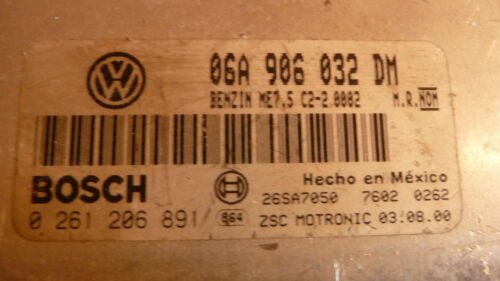 06A 906 032 DM
BENZIN ME7.5 C2-2.0002 M.R.NOM
BOSCH
Hecho en México
26SA7050 7602 0262
0 261 206 891 864 ZSC MOTRONIC 03.08.00